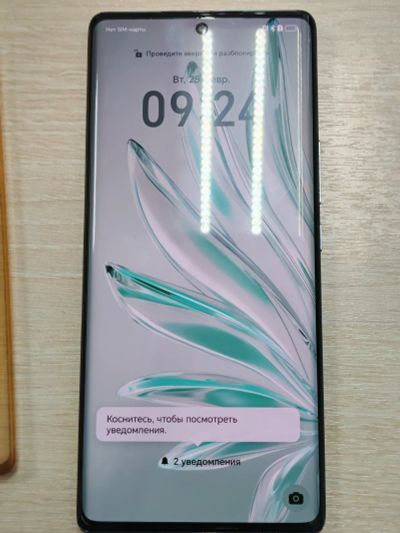 Нет SIM-карты
Проведите вверх для разблокировки
Вт, 25 февр.
09:24
Коснитесь, чтобы посмотреть
уведомления.
2 уведомления